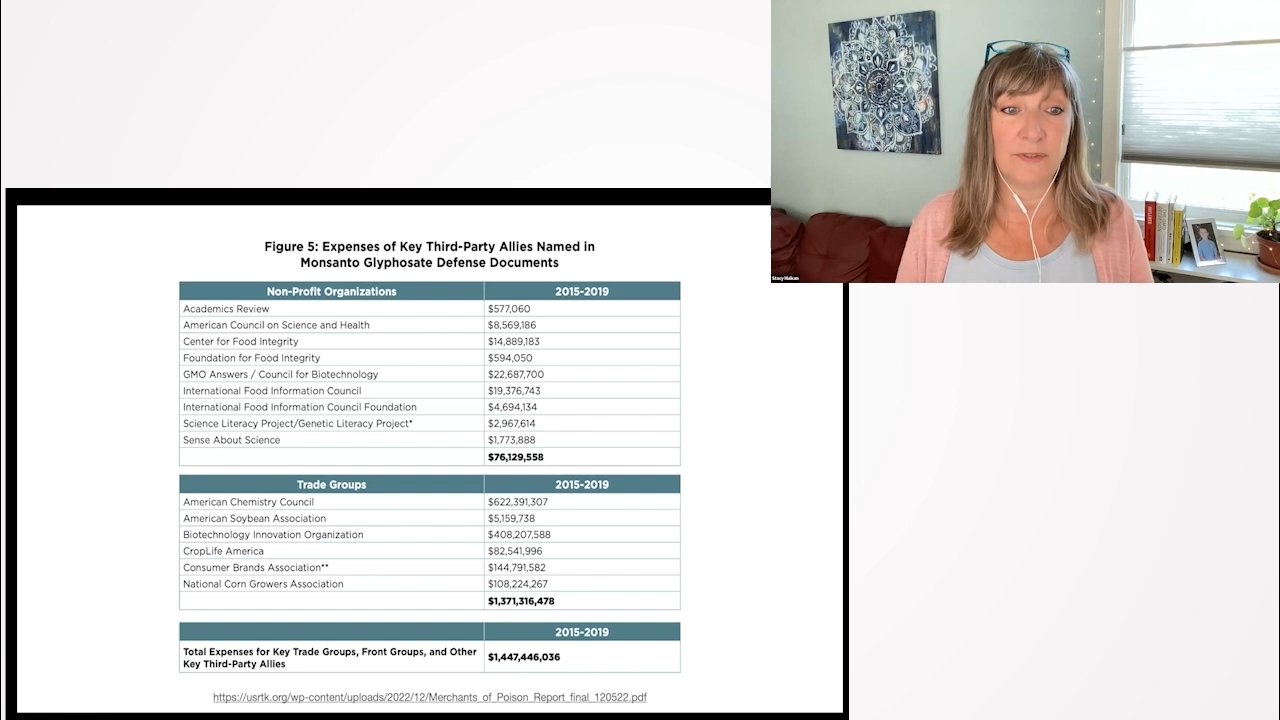 Figure 5: Expenses of Key Third-Party Allies Named in
Monsanto Glyphosate Defense Documents
Non-Profit Organizations 2015-2019
Academics Review $577,060
American Council on Science and Health $8,569,186
Center for Food Integrity $14,889,183
Foundation for Food Integrity $594,050
GMO Answers / Council for Biotechnology $22,687,700
International Food Information Council $19,376,743
International Food Information Council Foundation $4,694,134
Science Literacy Project/Genetic Literacy Project* $2,967,614
Sense About Science $1,773,888
$76,129,558
Trade Groups 2015-2019
American Chemistry Council $622,391,307
American Soybean Association $5,159,738
Biotechnology Innovation Organization $408,207,588
CropLife America $82,541,996
Consumer Brands Association** $144,791,582
National Corn Growers Association $108,224,267
$1,371,316,478
2015-2019
Total Expenses for Key Trade Groups, Front Groups, and Other
Key Third-Party Allies $1,447,446,036
https://usrtk.org/wp-content/uploads/2022/12/Merchants_of_Poison_Report_final_120522.pdf
Stacy Malkan